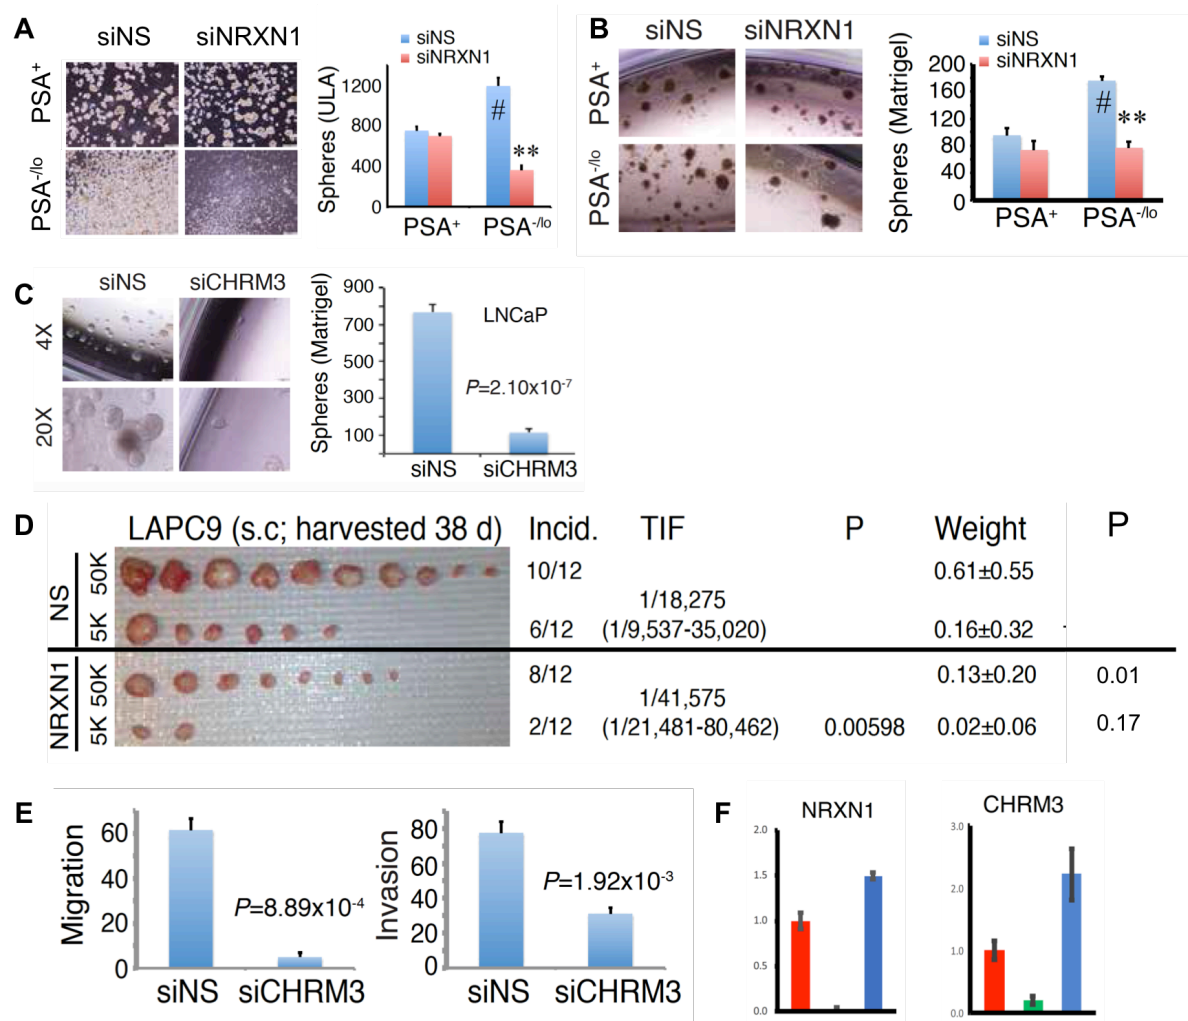 A
siNS
siNRXN1
PSA+
PSA-/lo
siNS
siNRXN1
Spheres (ULA)
1200
800
400
0
#
**
PSA+
PSA-/lo
B
siNS
siNRXN1
PSA+
PSA-/lo
siNS
siNRXN1
Spheres (Matrigel)
200
160
120
80
40
0
#
**
PSA+
PSA-/lo
C
siNS
siCHRM3
4X
20X
Spheres (Matrigel)
900
700
500
300
100
LNCaP
P=2.10x10-7
siNS
siCHRM3
D
LAPC9 (s.c; harvested 38 d)
Incid.
TIF
P
Weight
P
NS
50K
10/12
0.61±0.55
1/18,275
5K
6/12
(1/9,537-35,020)
0.16±0.32
NRXN1
50K
8/12
0.13±0.20
0.01
1/41,575
5K
2/12
(1/21,481-80,462)
0.00598
0.02±0.06
0.17
E
Migration
60
40
20
0
P=8.89x10-4
siNS
siCHRM3
Invasion
80
60
40
20
0
P=1.92x10-3
siNS
siCHRM3
F
NRXN1
2.0
1.5
1.0
0.5
0.0
CHRM3
3.0
2.0
1.0
0.0